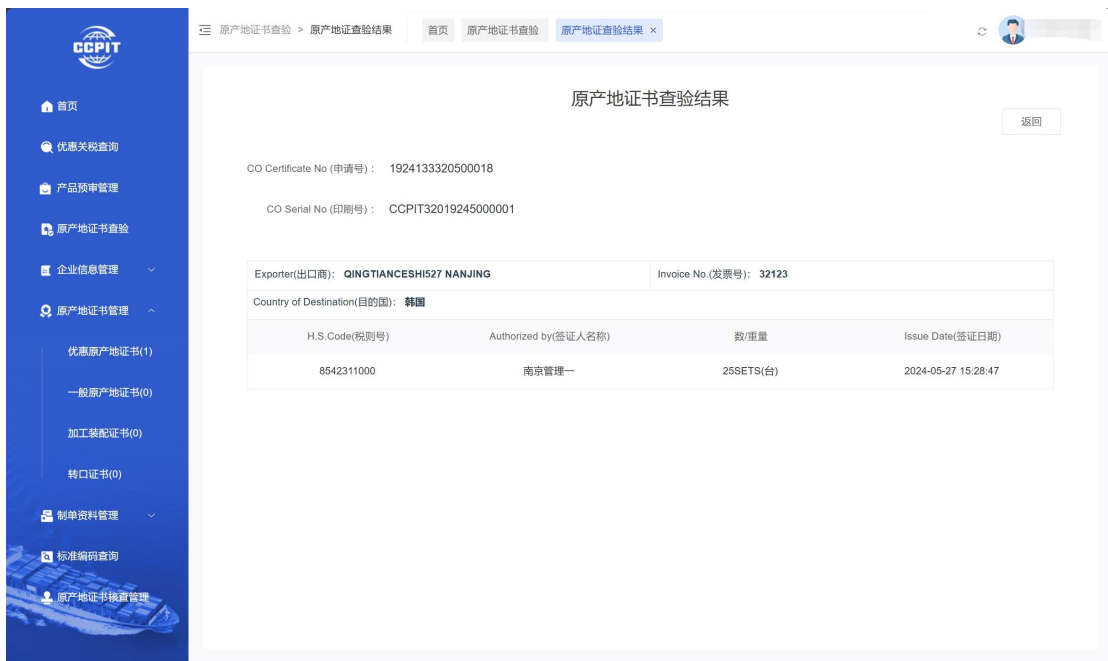 CCPIT
原产地证书查验 > 原产地证查验结果
首页 原产地证书查验 原产地证查验结果 ×
首页
优惠关税查询
产品预审管理
原产地证书查验
企业信息管理
原产地证书管理
优惠原产地证书(1)
一般原产地证书(0)
加工装配证书(0)
转口证书(0)
制单资料管理
标准编码查询
原产地证书核查管理
原产地证书查验结果
返回
CO Certificate No (申请号) : 1924133320500018
CO Serial No (印刷号) : CCPIT32019245000001
Exporter(出口商): QINGTIANCESHI527 NANJING Invoice No.(发票号): 32123
Country of Destination(目的国): 韩国
H.S.Code(税则号) Authorized by(签证人名称) 数/重量 Issue Date(签证日期)
8542311000 南京管理一 25SETS(台) 2024-05-27 15:28:47